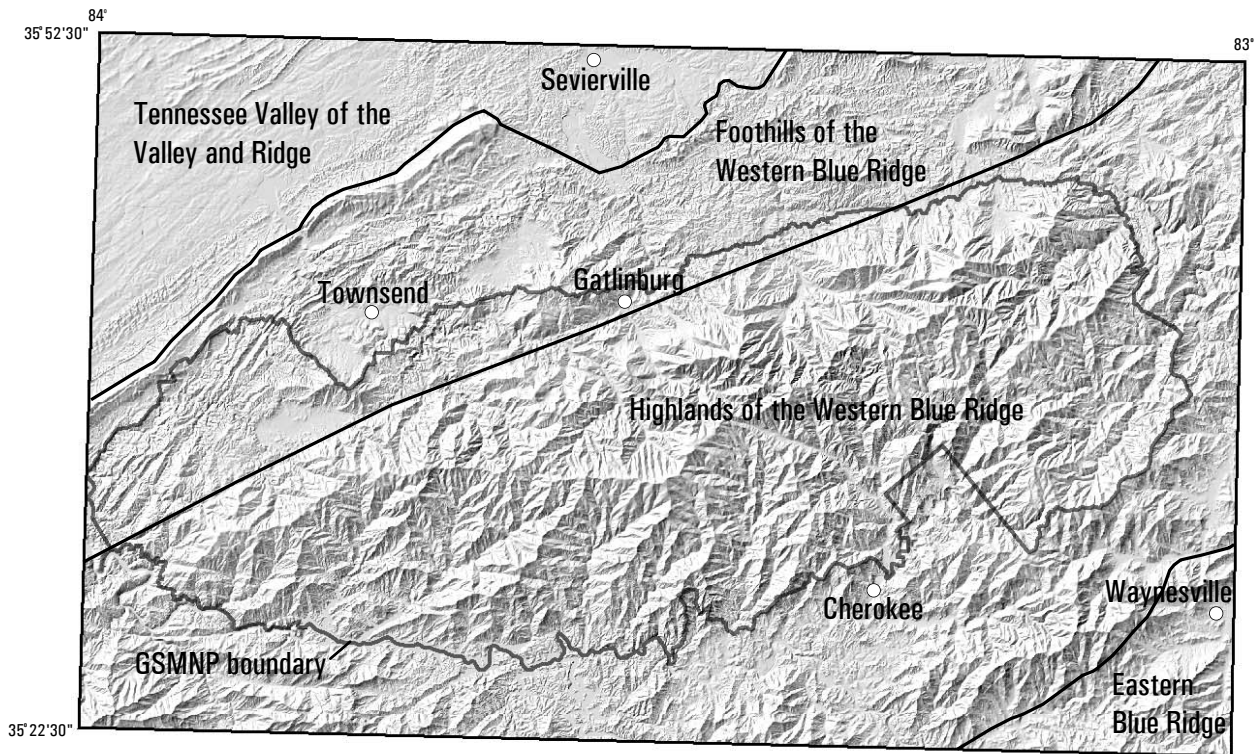 84°
83°
35°52'30"
Sevierville
Tennessee Valley of the
Valley and Ridge
Foothills of the
Western Blue Ridge
Townsend
Gatlinburg
Highlands of the Western Blue Ridge
Cherokee
Waynesville
GSMNP boundary
Eastern
Blue Ridge
35°22'30"